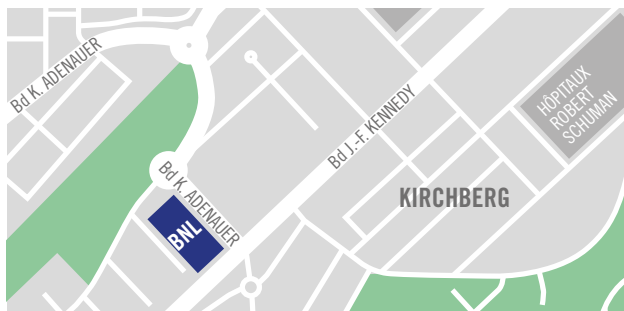 Bd K. ADENAUER
Bd J.-F. KENNEDY
HÔPITAUX
ROBERT
SCHUMAN
Bd K. ADENAUER
KIRCHBERG
BNL